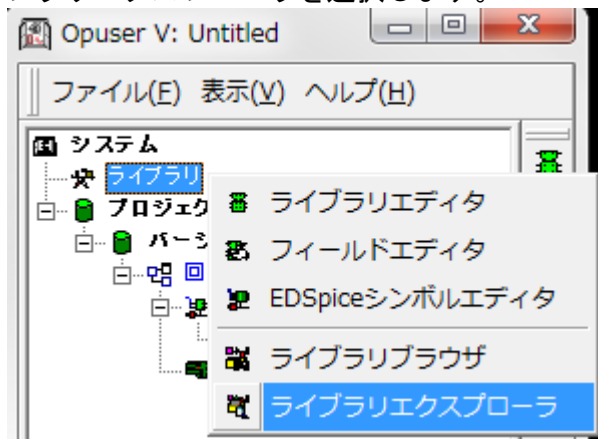 Opuser V: Untitled
ファイル(F) 表示(V) ヘルプ(H)
システム
ライブラリ
プロジェク
バーシ
回
ライブラリエディタ
フィールドエディタ
EDSpiceシンボルエディタ
ライブラリブラウザ
ライブラリエクスプローラ